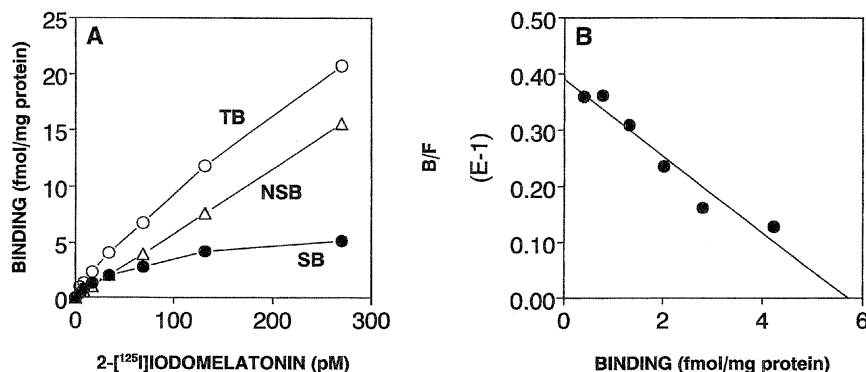 A
BINDING (fmol/mg protein)
25
20
15
10
5
0
TB
NSB
SB
0
100
200
300
2-[¹²⁵I]IODOMELATONIN (pM)
B
B/F
(E-1)
0.50
0.40
0.30
0.20
0.10
0.00
0
2
4
6
BINDING (fmol/mg protein)